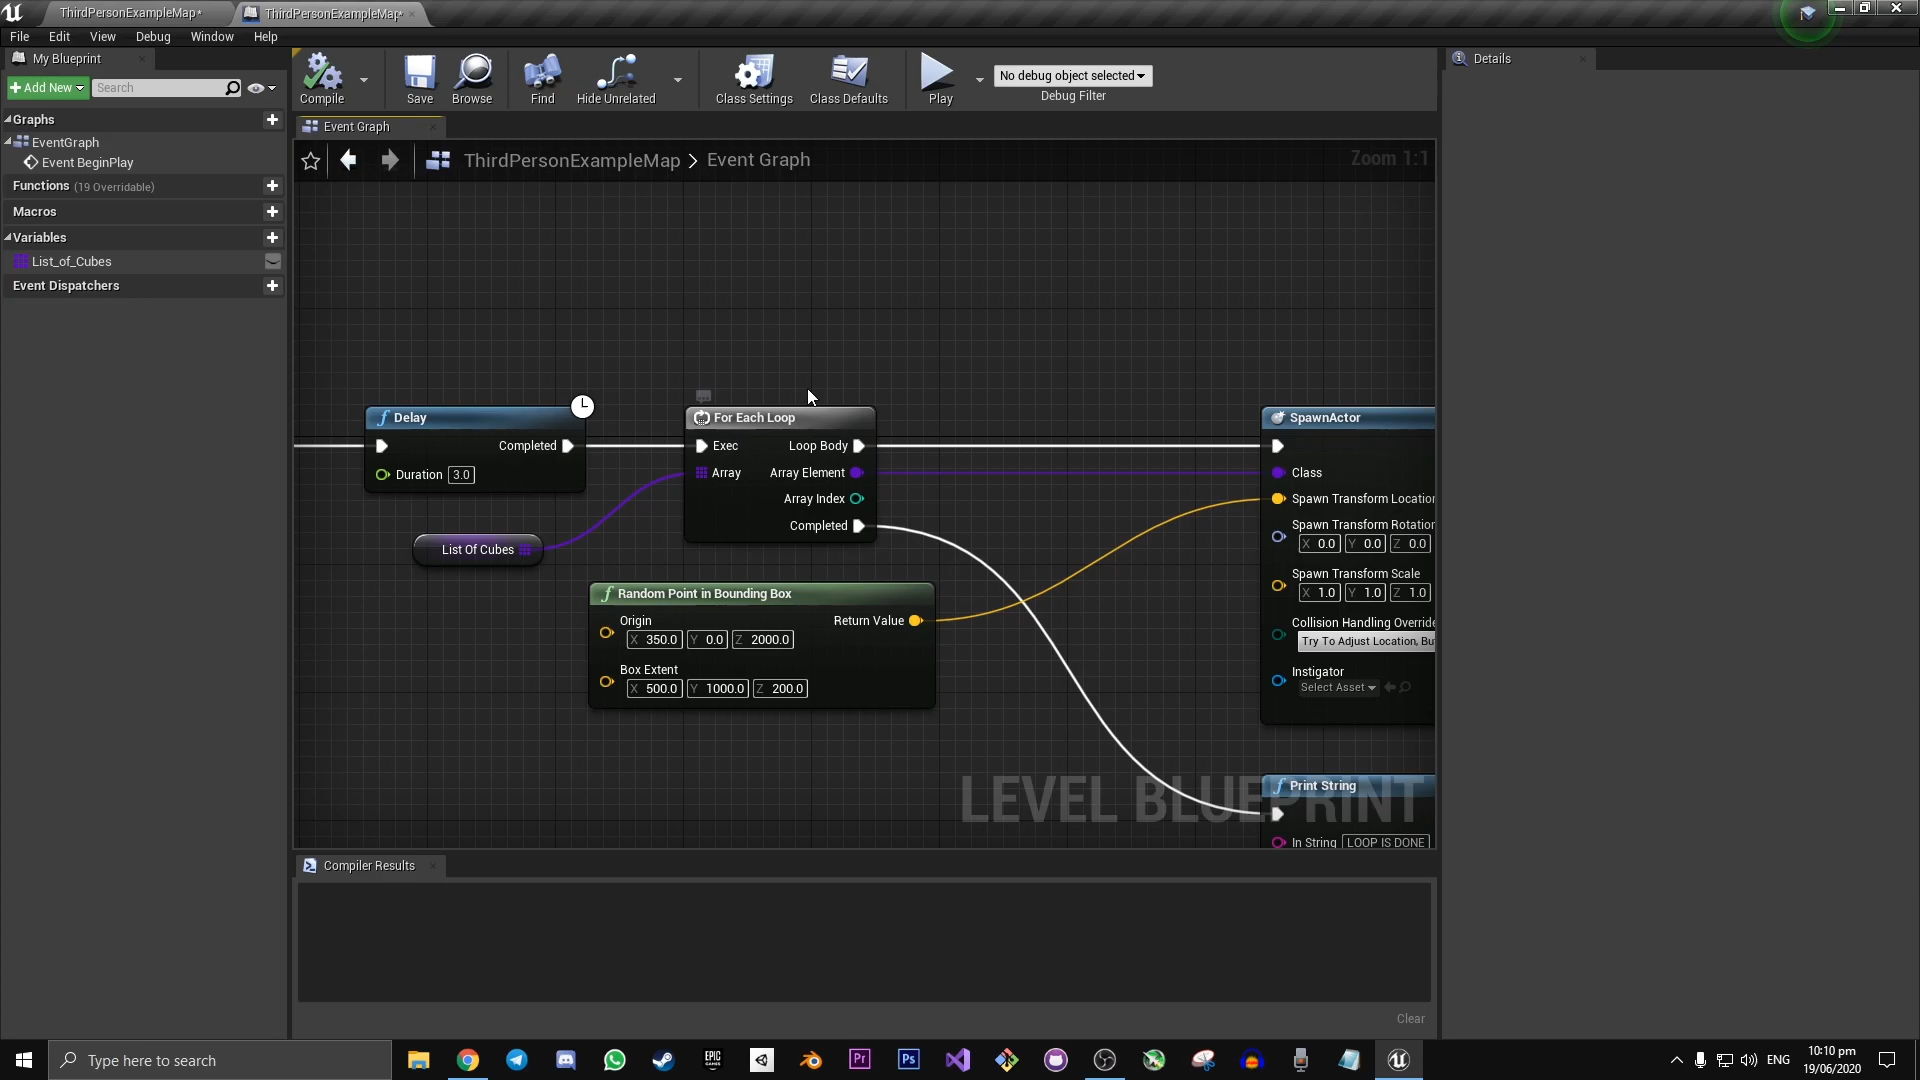 ThirdPersonExampleMap*
ThirdPersonExampleMap*
File Edit View Debug Window Help
My Blueprint
Add New
Search
Compile
Save
Browse
Find
Hide Unrelated
Class Settings
Class Defaults
Play
No debug object selected
Debug Filter
Details
Graphs
EventGraph
Event BeginPlay
Functions (19 Overridable)
Macros
Variables
List_of_Cubes
Event Dispatchers
Event Graph
ThirdPersonExampleMap > Event Graph
Zoom 1:1
f Delay
Completed
Duration 3.0
List Of Cubes
For Each Loop
Exec Loop Body
Array Array Element
Array Index
Completed
f Random Point in Bounding Box
Origin Return Value
X 350.0 Y 0.0 Z 2000.0
Box Extent
X 500.0 Y 1000.0 Z 200.0
SpawnActor
Class
Spawn Transform Location
Spawn Transform Rotation
X 0.0 Y 0.0 Z 0.0
Spawn Transform Scale
X 1.0 Y 1.0 Z 1.0
Collision Handling Override
Try To Adjust Location, Bu
Instigator
Select Asset
f Print String
In String LOOP IS DONE
LEVEL BLUEPRINT
Compiler Results
Clear
Type here to search
EPIC
GAMES
Pr
Ps
ENG
10:10 pm
19/06/2020